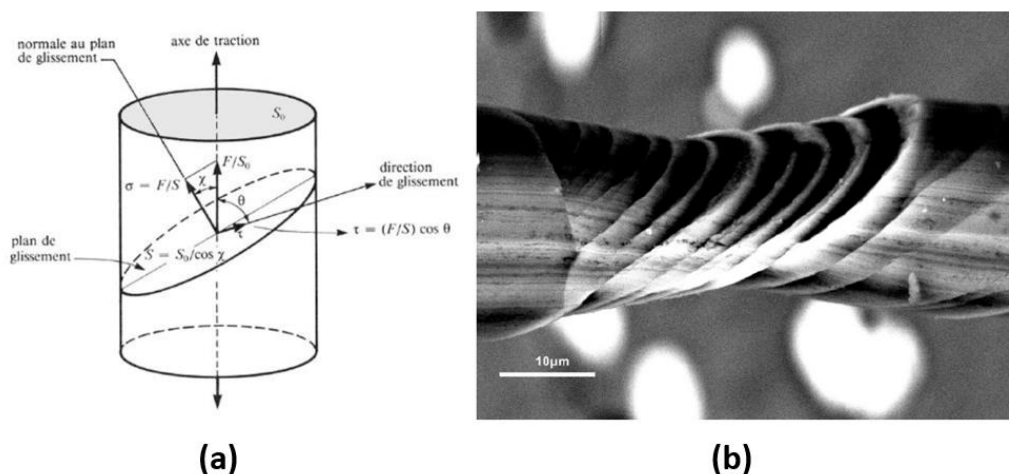 axe de traction
normale au plan
de glissement
S₀
F/S₀
χ
σ = F/S
θ
direction
de glissement
τ
τ = (F/S) cos θ
plan de
glissement
S = S₀/cos χ
10µm
(a)
(b)